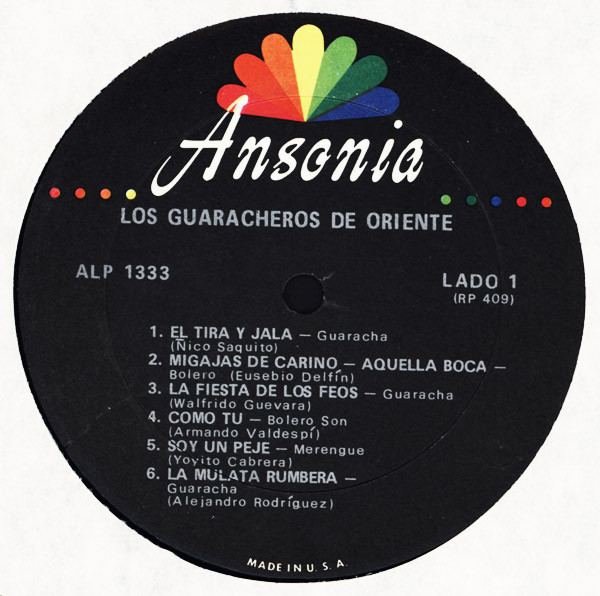 Ansonia
LOS GUARACHEROS DE ORIENTE
ALP 1333
LADO 1
(RP 409)
1. EL TIRA Y JALA — Guaracha
(Ñico Saquito)
2. MIGAJAS DE CARINO — AQUELLA BOCA —
Bolero (Eusebio Delfín)
3. LA FIESTA DE LOS FEOS — Guaracha
(Walfrido Guevara)
4. COMO TU — Bolero Son
(Armando Valdespí)
5. SOY UN PEJE — Merengue
(Yoyito Cabrera)
6. LA MULATA RUMBERA —
Guaracha
(Alejandro Rodríguez)
MADE IN U. S. A.